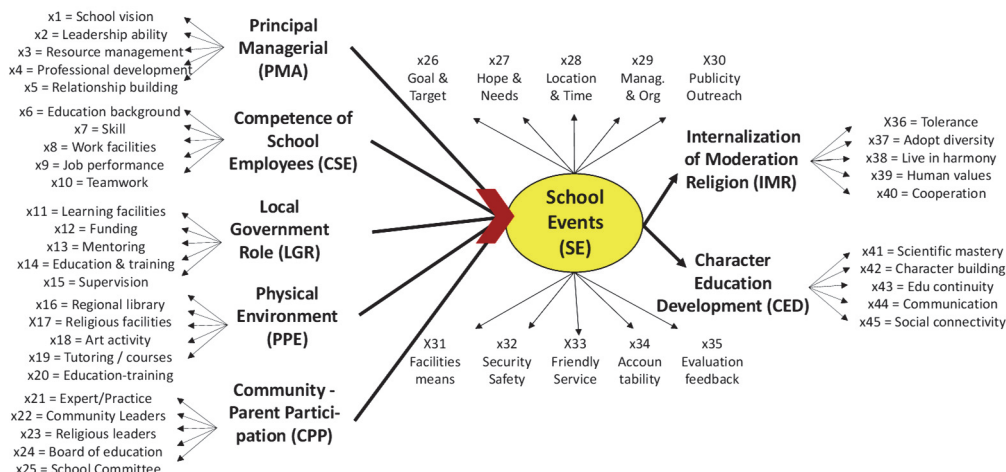 x1 = School vision
x2 = Leadership ability
x3 = Resource management
x4 = Professional development
x5 = Relationship building
Principal
Managerial
(PMA)
x6 = Education background
x7 = Skill
x8 = Work facilities
x9 = Job performance
x10 = Teamwork
Competence of
School
Employees (CSE)
x11 = Learning facilities
x12 = Funding
x13 = Mentoring
x14 = Education & training
x15 = Supervision
Local
Government
Role (LGR)
x16 = Regional library
X17 = Religious facilities
x18 = Art activity
x19 = Tutoring / courses
x20 = Education-training
Physical
Environment
(PPE)
x21 = Expert/Practice
x22 = Community Leaders
x23 = Religious leaders
x24 = Board of education
x25 = School Committee
Community -
Parent Partici-
pation (CPP)
x26
Goal &
Target
x27
Hope &
Needs
x28
Location
& Time
x29
Manag.
& Org
X30
Publicity
Outreach
School
Events
(SE)
X31
Facilities
means
x32
Security
Safety
X33
Friendly
Service
x34
Accoun
tability
x35
Evaluation
feedback
Internalization
of Moderation
Religion (IMR)
X36 = Tolerance
x37 = Adopt diversity
x38 = Live in harmony
x39 = Human values
x40 = Cooperation
Character
Education
Development (CED)
x41 = Scientific mastery
x42 = Character building
x43 = Edu continuity
x44 = Communication
x45 = Social connectivity